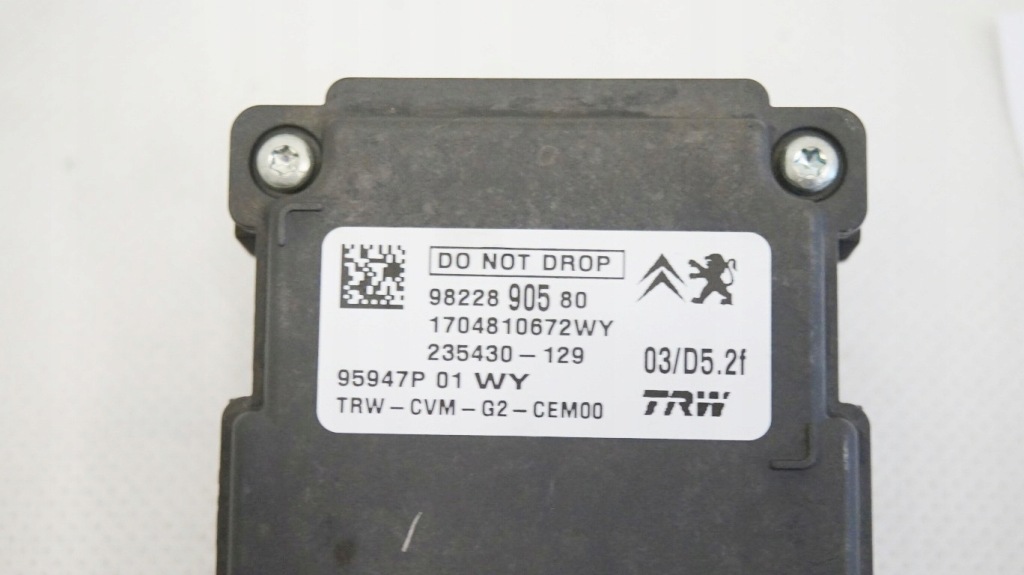 DO NOT DROP
98228 905 80
1704810672WY
235430-129
03/D5.2f
95947P 01 WY
TRW-CVM-G2-CEM00
TRW